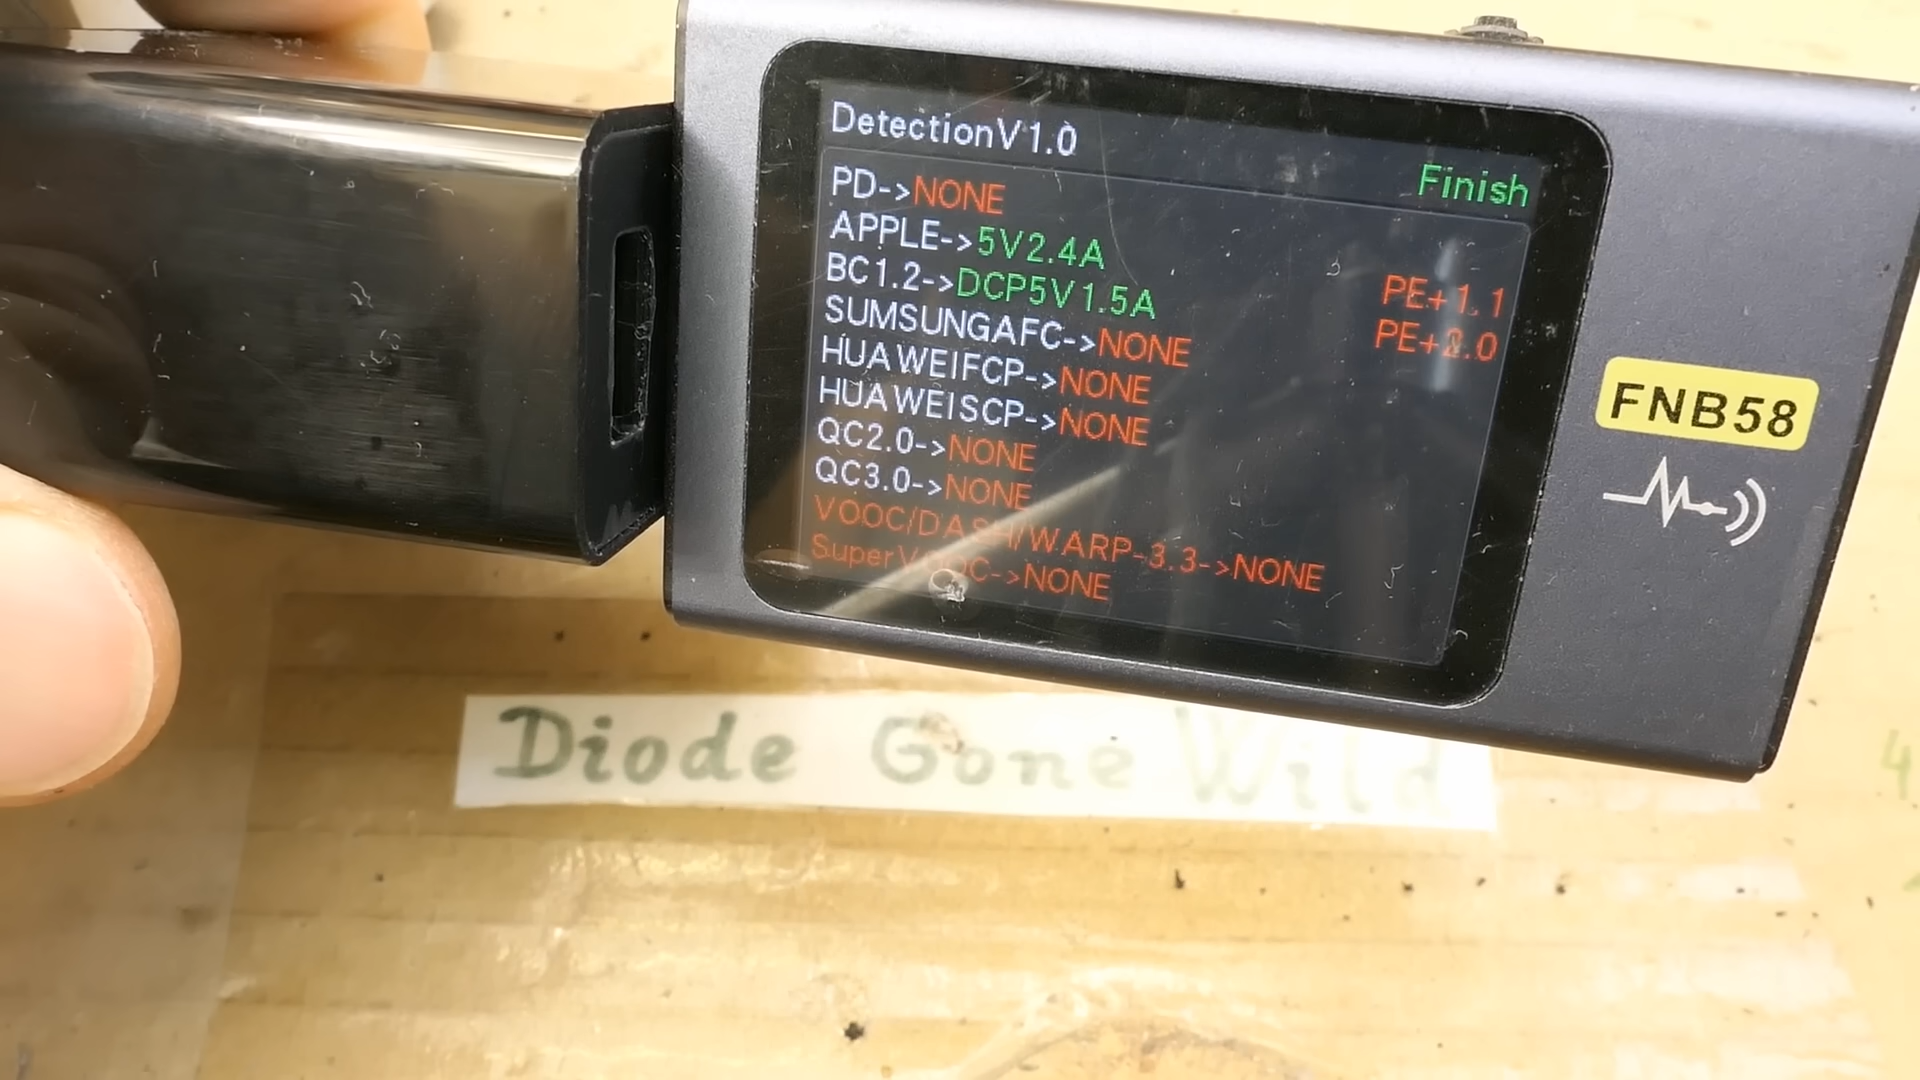 DetectionV1.0
Finish
PD->NONE
APPLE->5V2.4A
BC1.2->DCP5V1.5A
PE+1.1
SUMSUNGAFC->NONE
PE+2.0
HUAWEIFCP->NONE
HUAWEISCP->NONE
QC2.0->NONE
QC3.0->NONE
VOOC/DASH/WARP-3.3->NONE
SuperVOOC->NONE
FNB58
Diode Gone Wild